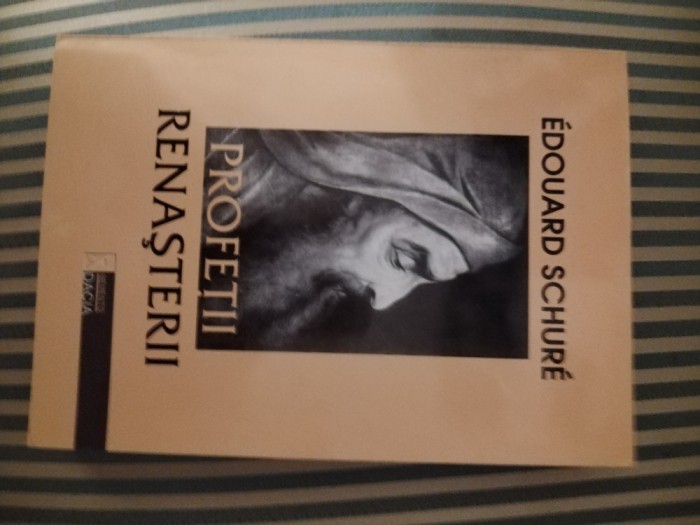 ÉDOUARD SCHURÉ
PROFEȚII
RENAȘTERII
DACIA